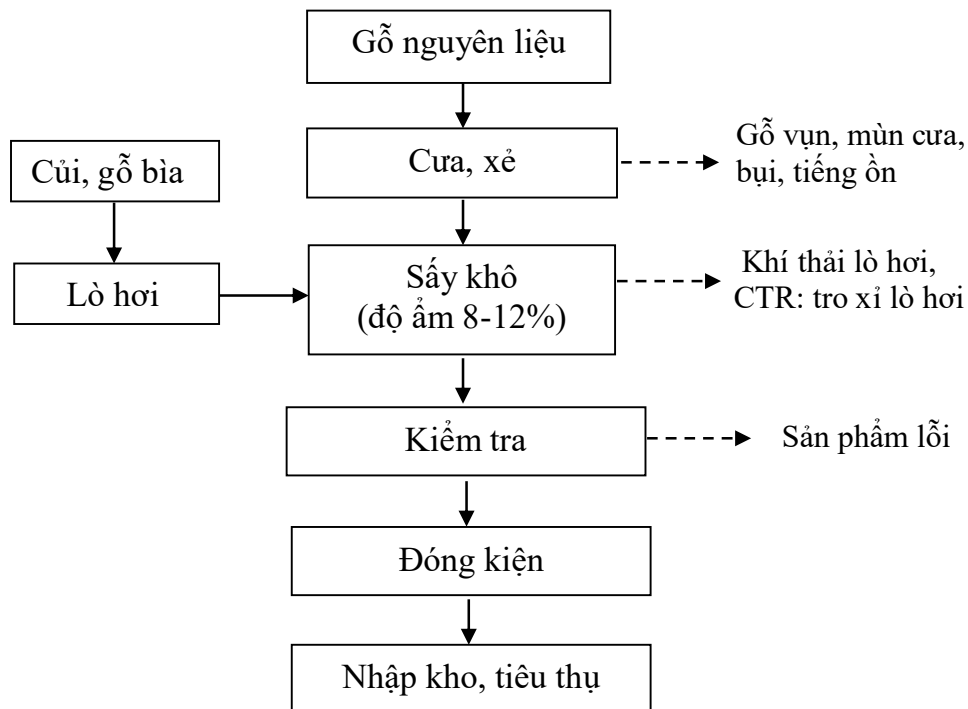 Gỗ nguyên liệu
Củi, gỗ bìa
Cưa, xẻ
Gỗ vụn, mùn cưa,
bụi, tiếng ồn
Lò hơi
Sấy khô
(độ ẩm 8-12%)
Khí thải lò hơi,
CTR: tro xỉ lò hơi
Kiểm tra
Sản phẩm lỗi
Đóng kiện
Nhập kho, tiêu thụ